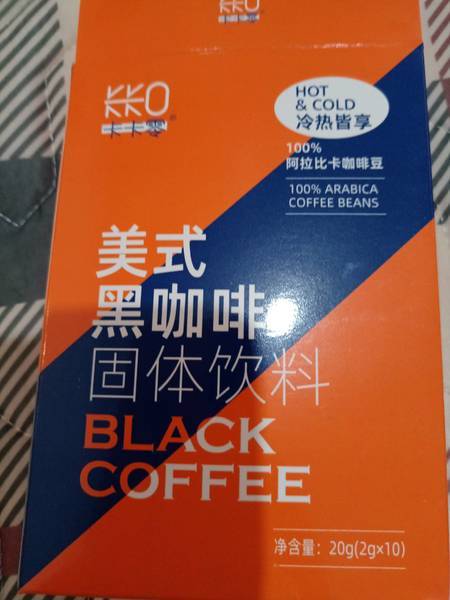 HOT
& COLD
冷热皆享
100%
阿拉比卡咖啡豆
100% ARABICA
COFFEE BEANS
美式
黑咖啡
固体饮料
BLACK
COFFEE
净含量：20g(2g×10)